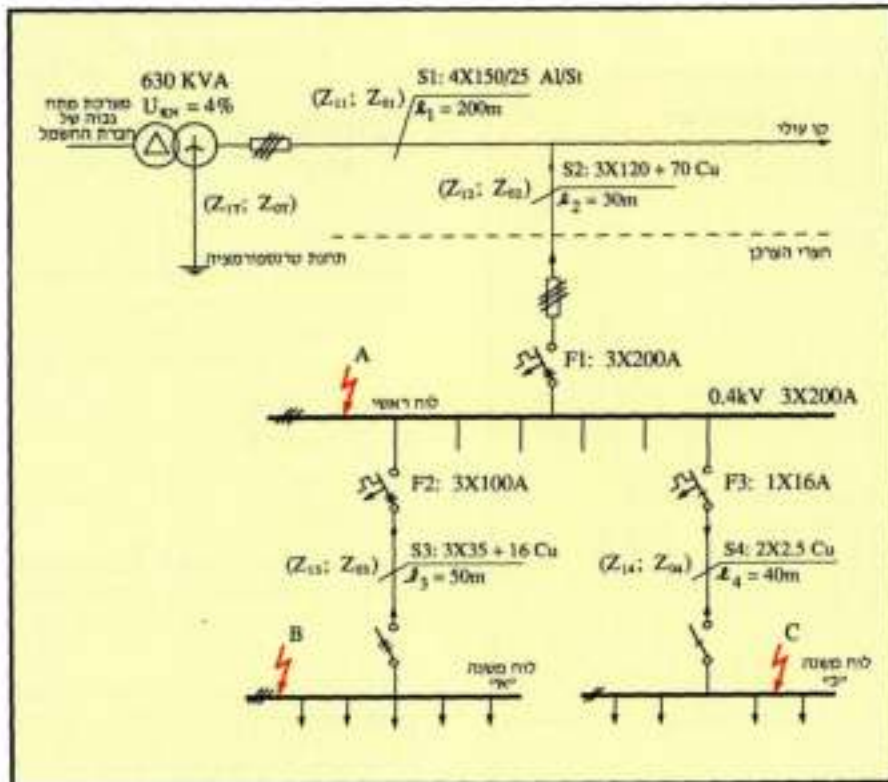 630 KVA
U_KH = 4%
מערכת מתח
גבוה של
חברת החשמל
(Z11; Z01)
S1: 4X150/25 Al/St
ℓ1 = 200m
קו עילי
(Z1T; Z0T)
(Z12; Z02)
S2: 3X120 + 70 Cu
ℓ2 = 30m
תחנת טרנספורמציה
חצרי הצרכן
A
F1: 3X200A
לוח ראשי
0.4kV 3X200A
F2: 3X100A
F3: 1X16A
(Z13; Z03)
S3: 3X35 + 16 Cu
ℓ3 = 50m
(Z14; Z04)
S4: 2X2.5 Cu
ℓ4 = 40m
B
לוח משנה
"א"
C
לוח משנה
"ב"